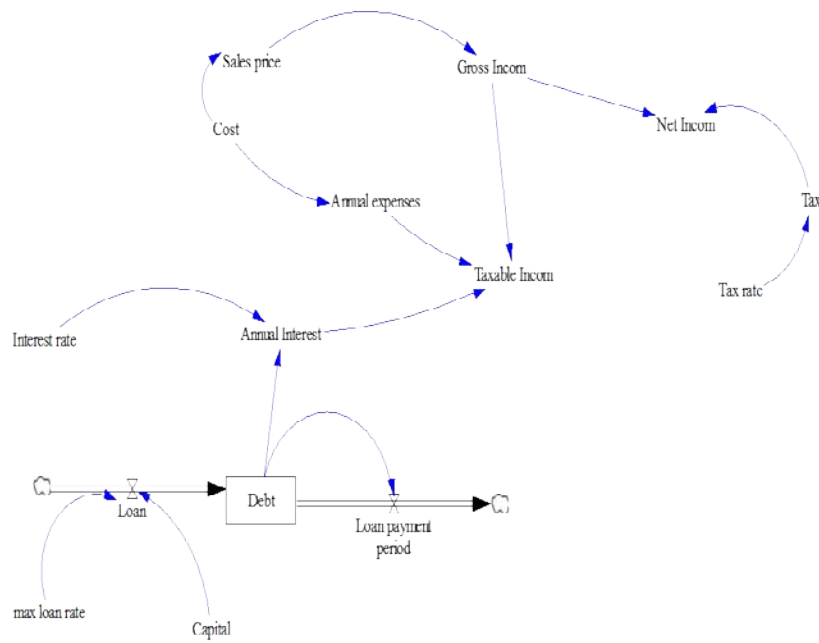 Sales price
Gross Incom
Net Incom
Cost
Annual expenses
Tax
Taxable Incom
Tax rate
Interest rate
Annual Interest
Debt
Loan
Loan payment
period
max loan rate
Capital